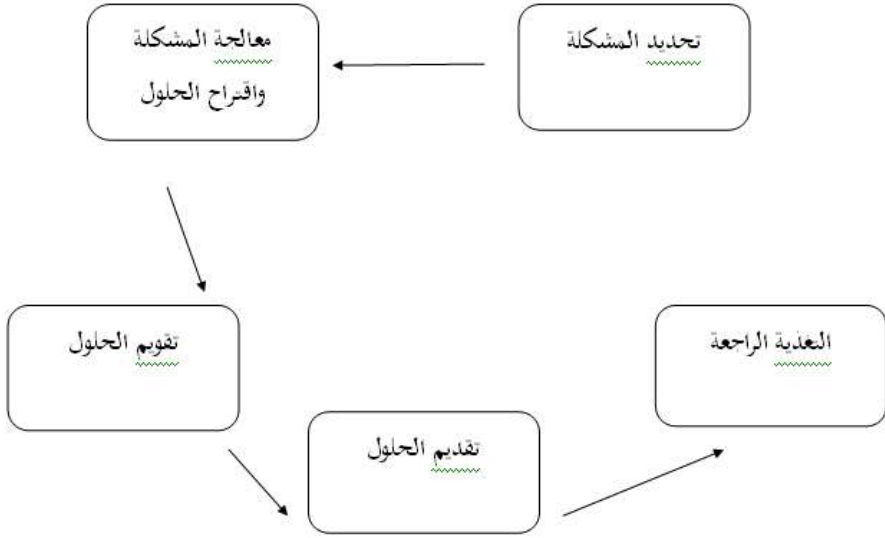 تحديد المشكلة
معالجة المشكلة
واقتراح الحلول
تقويم الحلول
تقديم الحلول
التغذية الراجعة